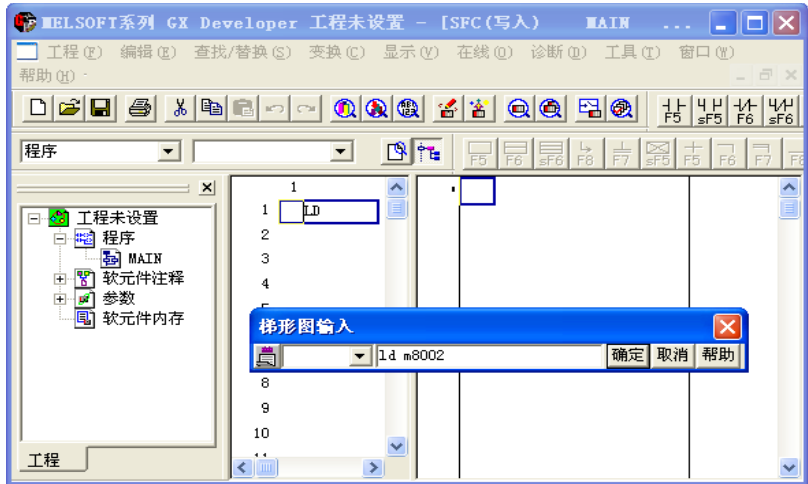 MELSOFT系列 GX Developer 工程未设置 - [SFC(写入) MAIN ...
工程(F) 编辑(E) 查找/替换(S) 变换(C) 显示(V) 在线(O) 诊断(D) 工具(T) 窗口(W)
帮助(H)
F5 sF5 F6 sF6
程序
F5 F6 sF6 F8 F7 sF5 F5 F6 F7 F8
工程未设置
程序
MAIN
软元件注释
参数
软元件内存
工程
1
1 LD
2
3
4
梯形图输入
ld m8002 确定 取消 帮助
8
9
10